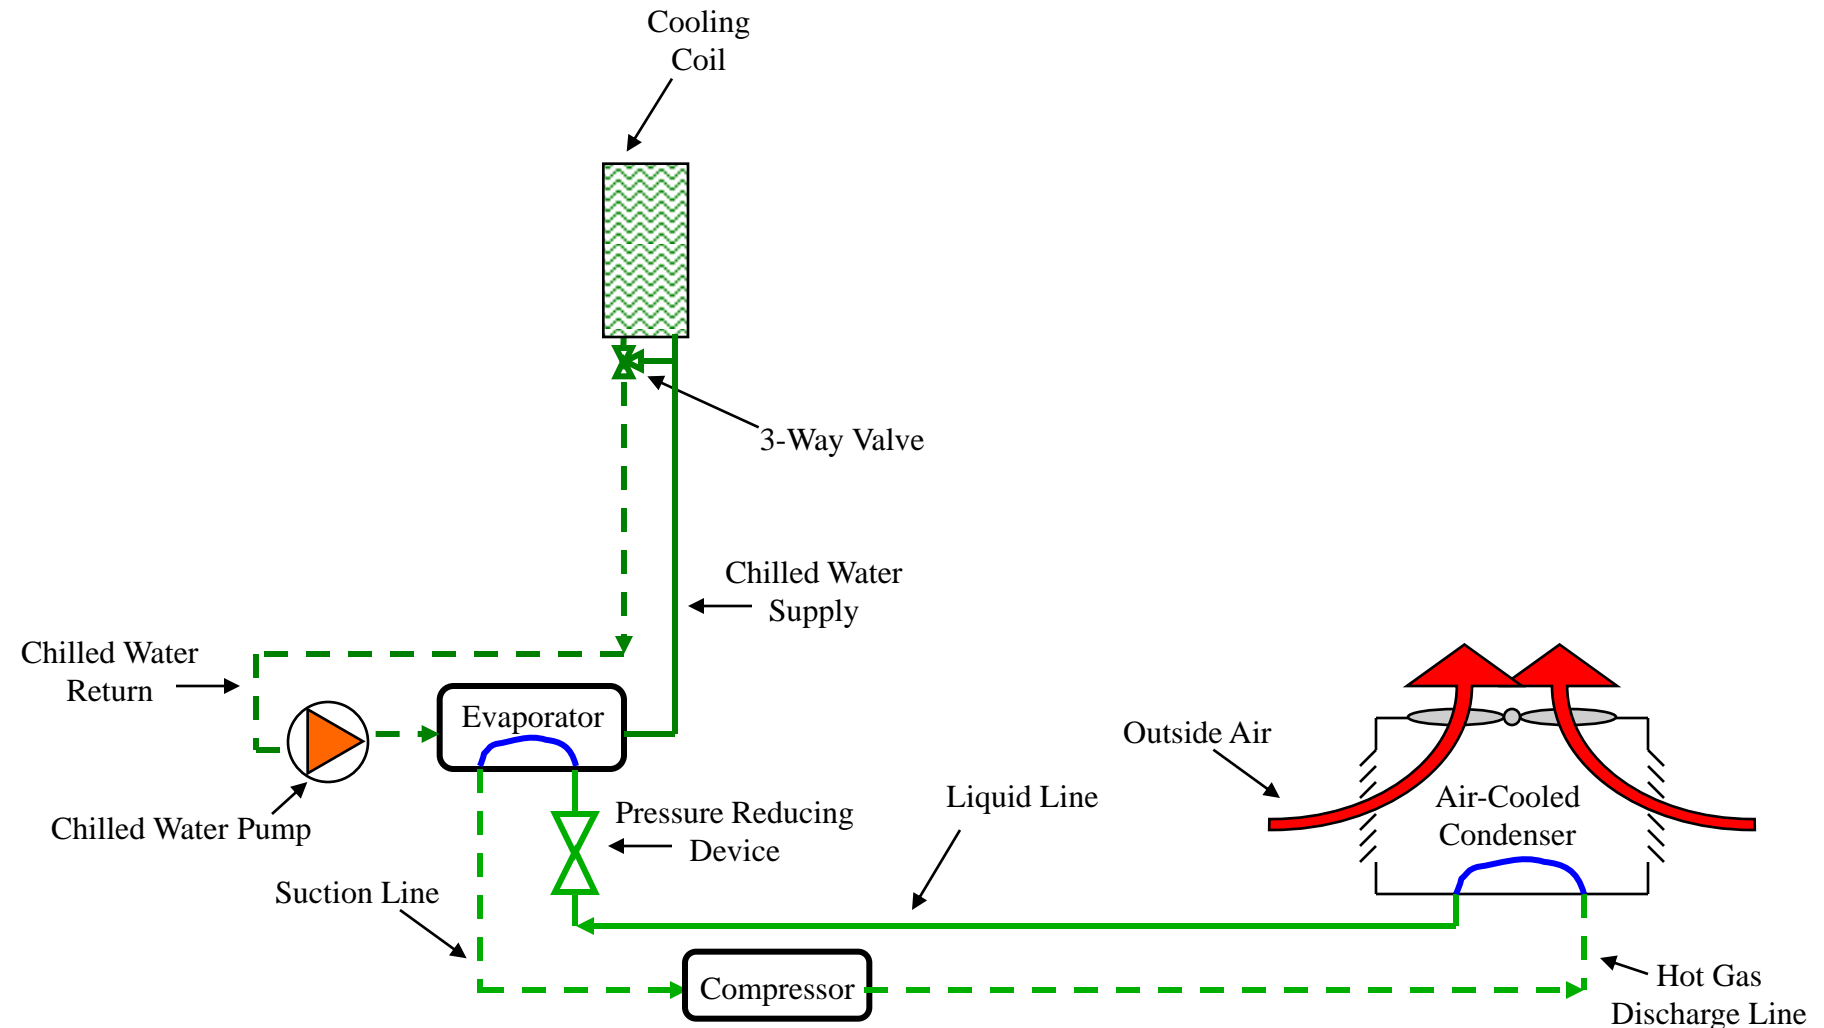 Cooling
Coil
3-Way Valve
Chilled Water
Supply
Chilled Water
Return
Evaporator
Outside Air
Chilled Water Pump
Pressure Reducing
Device
Liquid Line
Air-Cooled
Condenser
Suction Line
Compressor
Hot Gas
Discharge Line